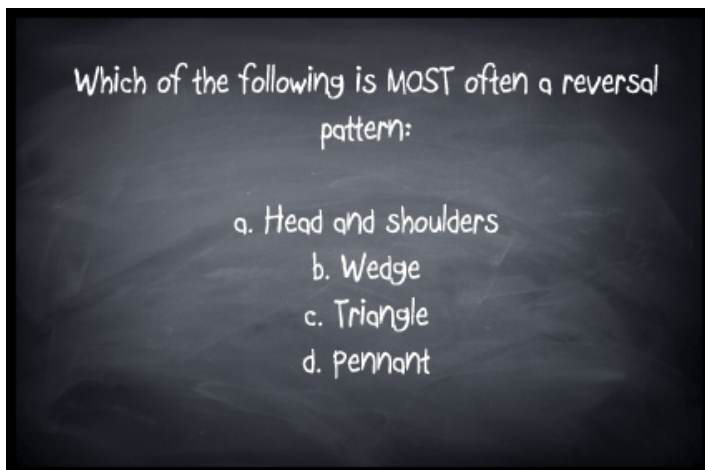 Which of the following is MOST often a reversal
pattern:
a. Head and shoulders
b. Wedge
c. Triangle
d. Pennant